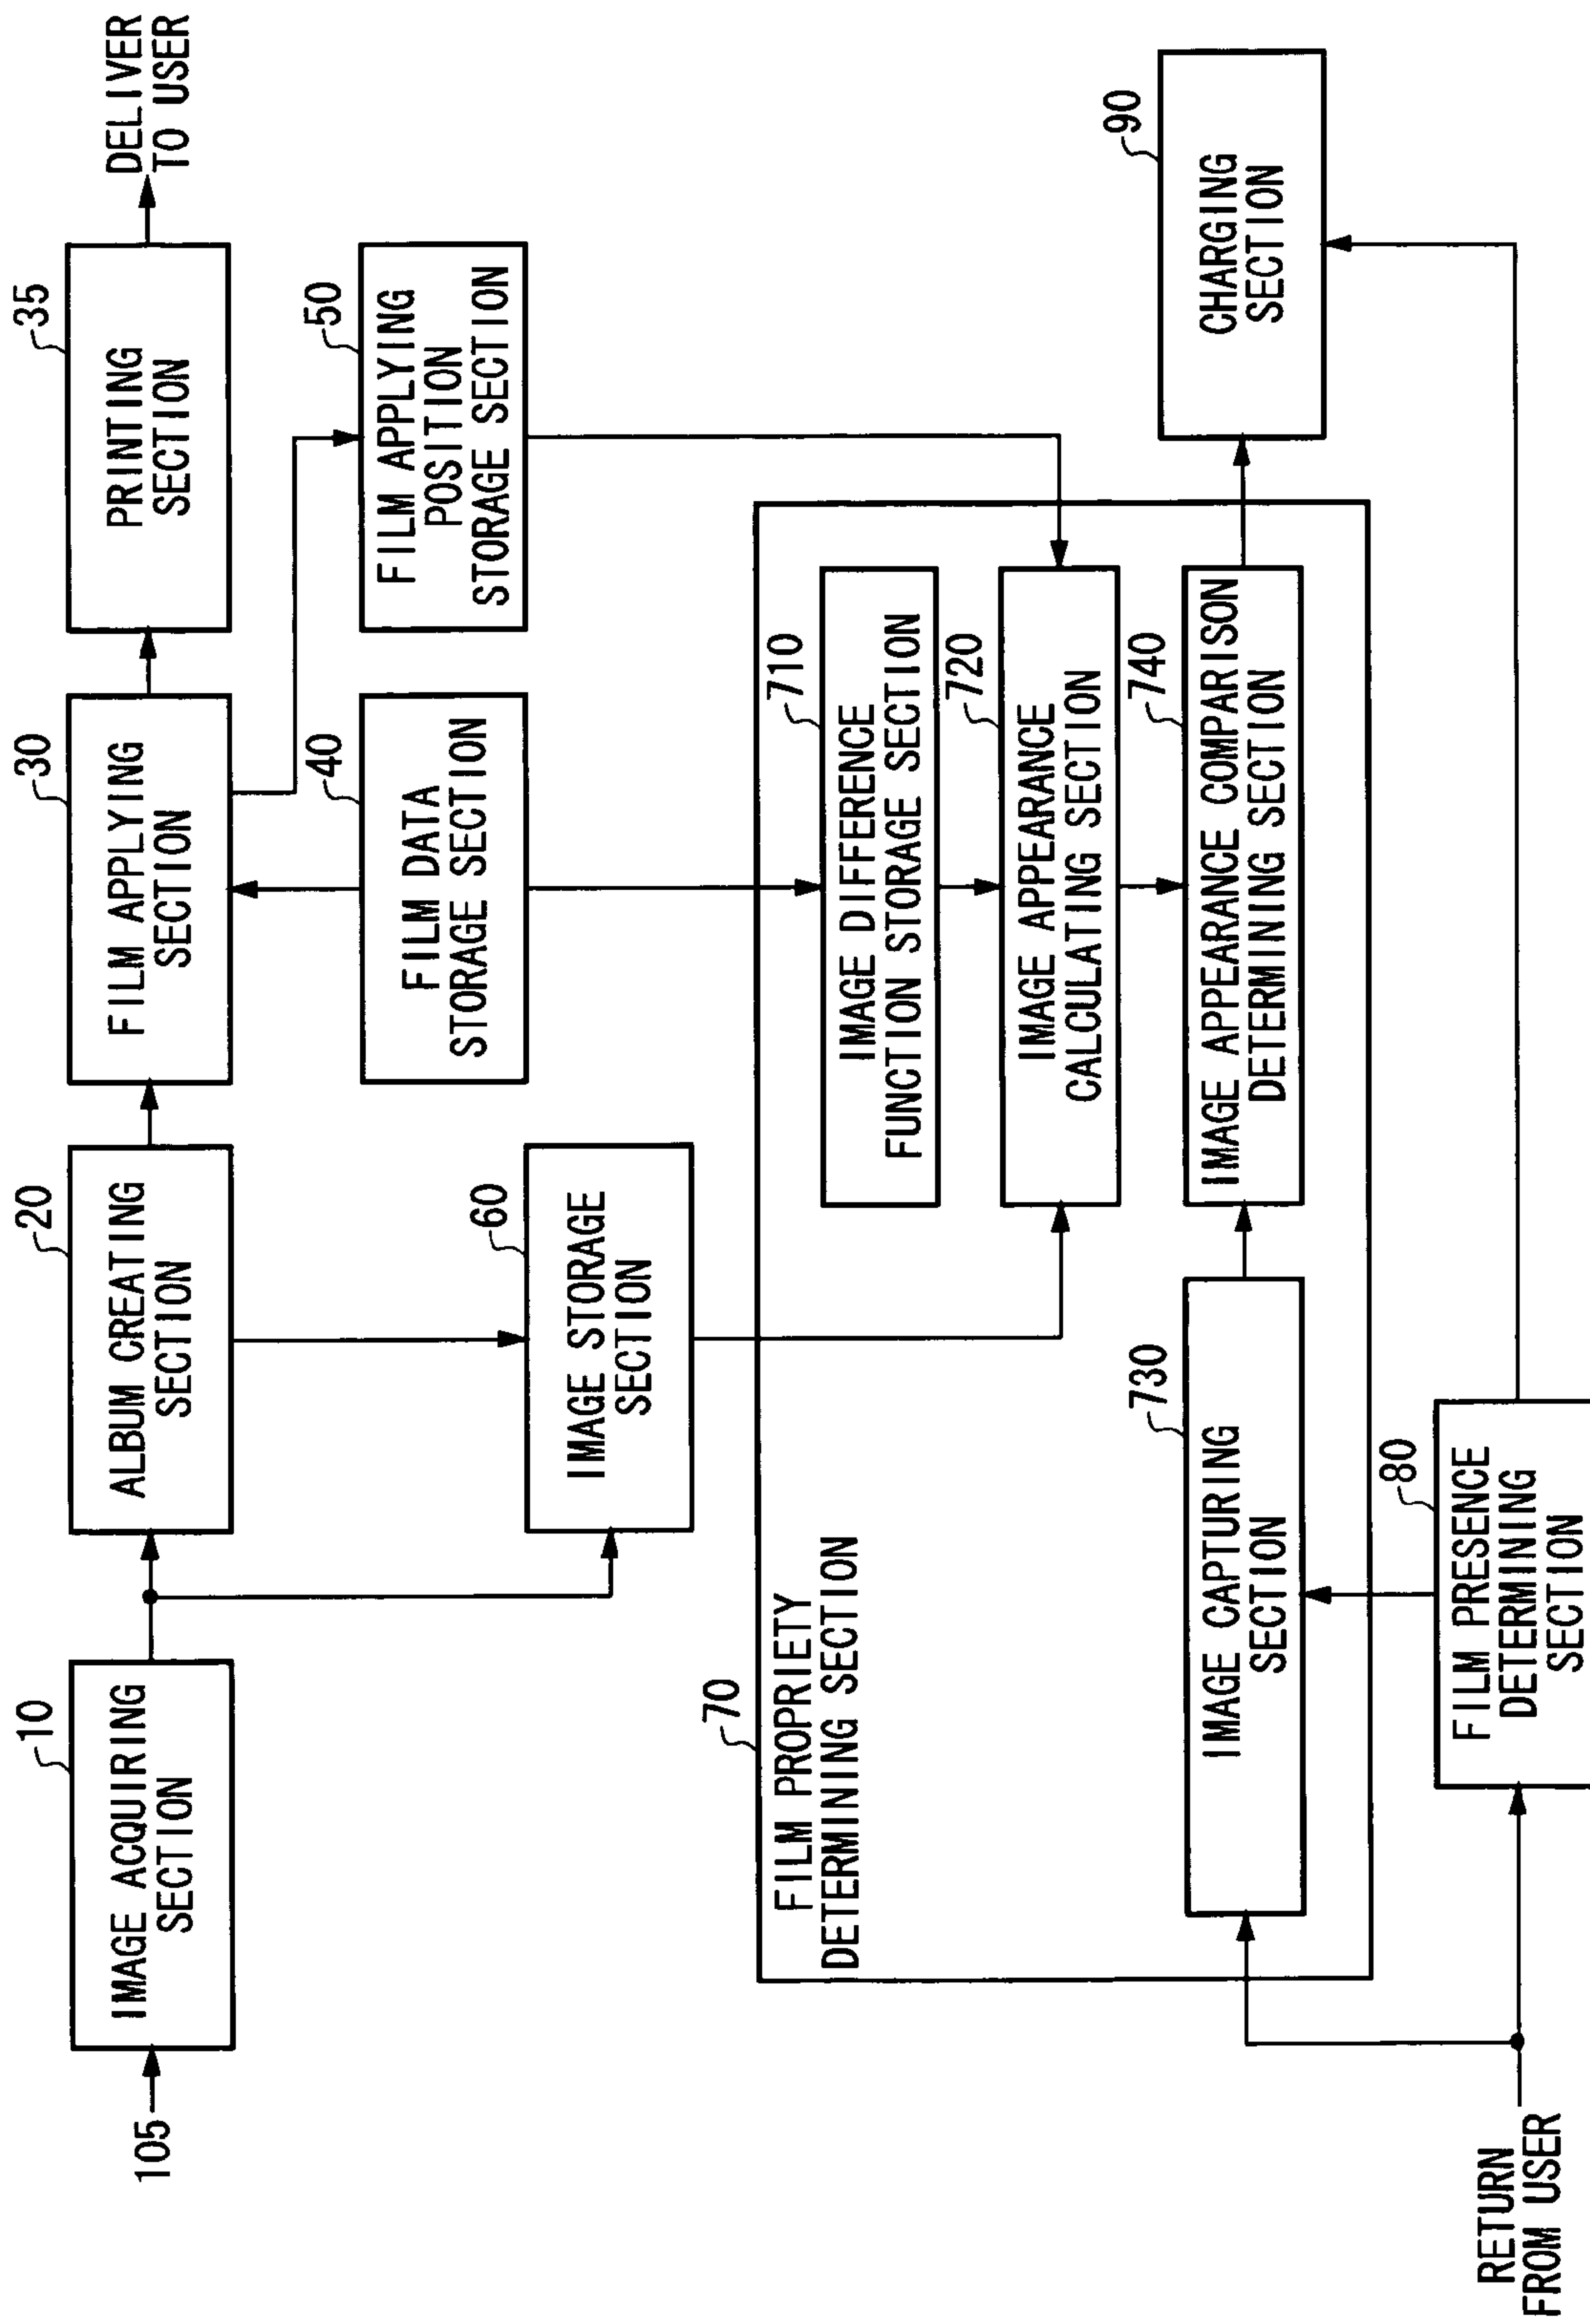 105
10
IMAGE ACQUIRING
SECTION
20
ALBUM CREATING
SECTION
30
FILM APPLYING
SECTION
35
PRINTING
SECTION
DELIVER
TO USER
60
IMAGE STORAGE
SECTION
40
FILM DATA
STORAGE SECTION
50
FILM APPLYING
POSITION
STORAGE SECTION
70
FILM PROPRIETY
DETERMINING SECTION
710
IMAGE DIFFERENCE
FUNCTION STORAGE SECTION
720
IMAGE APPEARANCE
CALCULATING SECTION
730
IMAGE CAPTURING
SECTION
740
IMAGE APPEARANCE COMPARISON
DETERMINING SECTION
90
CHARGING
SECTION
RETURN
FROM USER
80
FILM PRESENCE
DETERMINING
SECTION